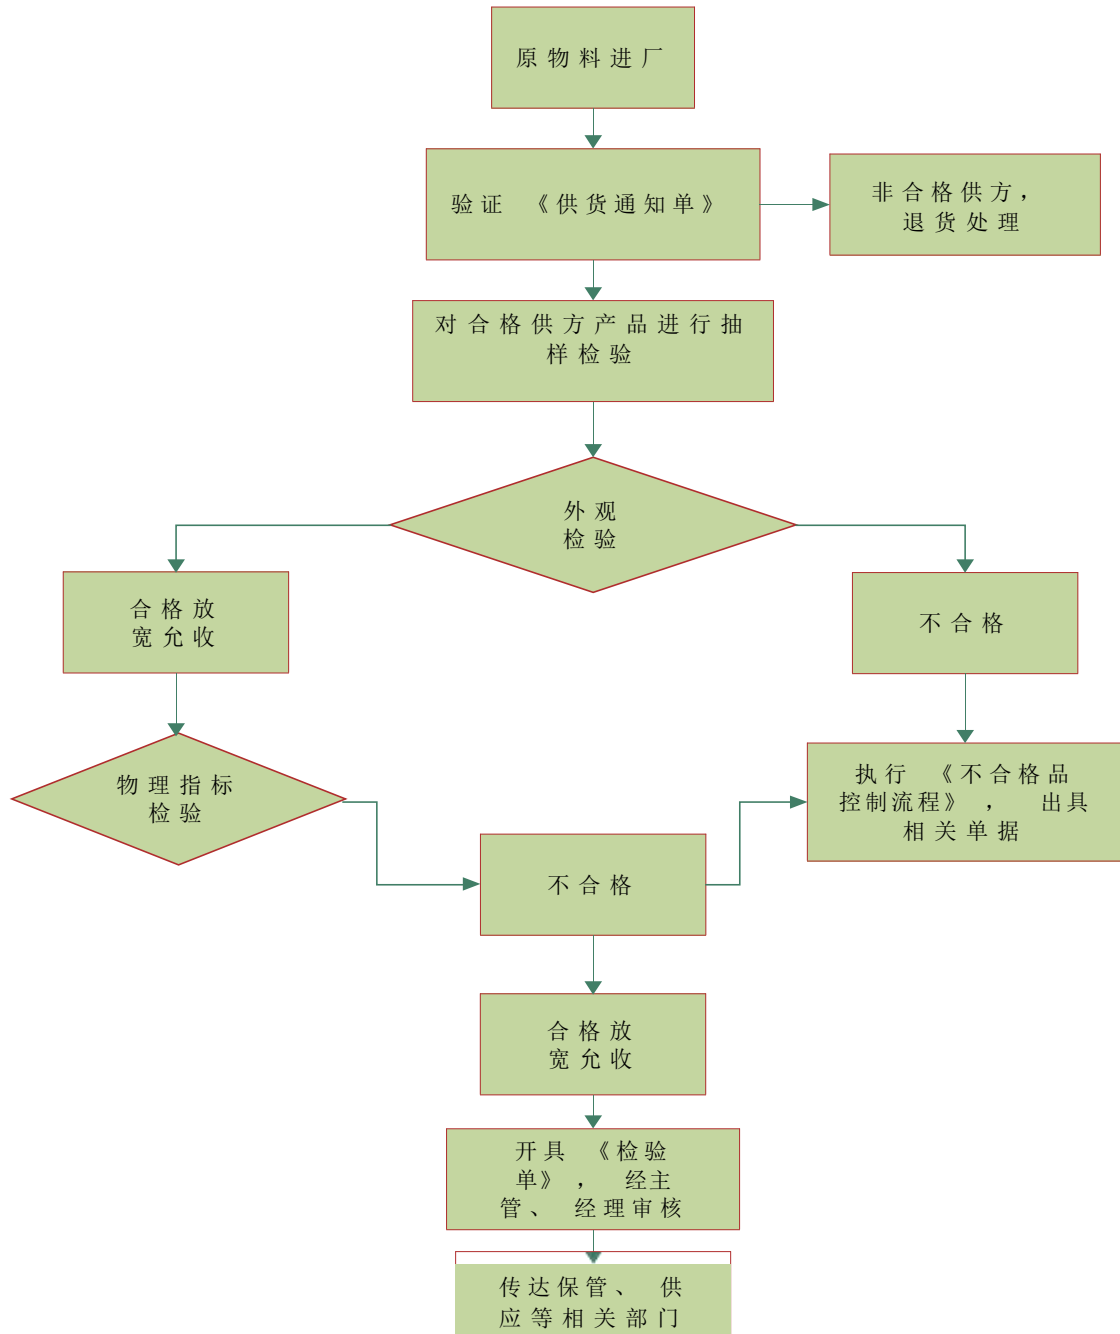 原物料进厂
验证 《供货通知单》
非合格供方，
退货处理
对合格供方产品进行抽
样检验
外观
检验
合格放
宽允收
不合格
物理指标
检验
执行 《不合格品
控制流程》 ， 出具
相关单据
不合格
合格放
宽允收
开具 《检验
单》 ， 经主
管、 经理审核
传达保管、 供
应等相关部门